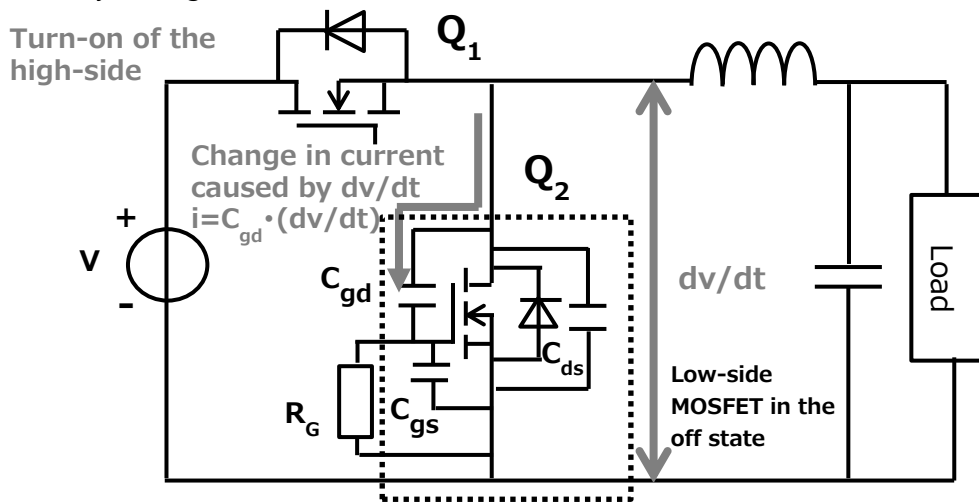 Turn-on of the
high-side
Q1
Change in current
caused by dv/dt
i=Cgd・(dv/dt)
Q2
+
V
-
Cgd
dv/dt
Load
Cds
RG
Cgs
Low-side
MOSFET in the
off state